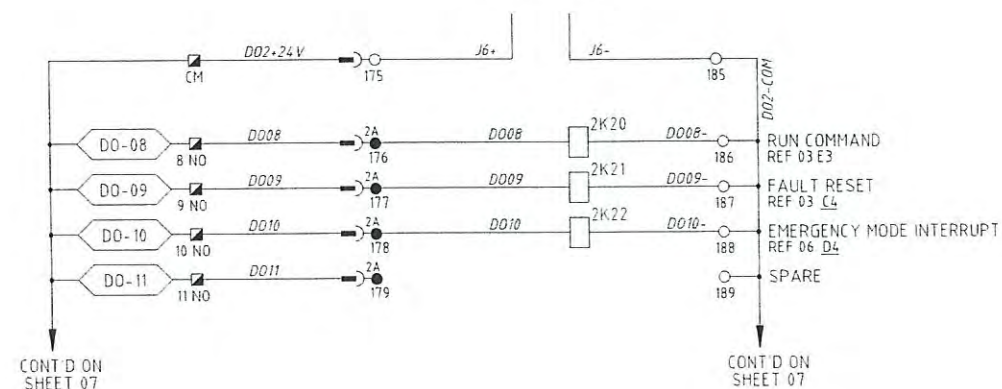 DO2+24V
J6+
J6-
CM
175
185
DO2-COM
DO-08
8 NO
DO08
2A
176
DO08
2K20
DO08-
186
RUN COMMAND
REF 03 E3
DO-09
9 NO
DO09
2A
177
DO09
2K21
DO09-
187
FAULT RESET
REF 03 C4
DO-10
10 NO
DO10
2A
178
DO10
2K22
DO10-
188
EMERGENCY MODE INTERRUPT
REF 06 D4
DO-11
11 NO
DO11
2A
179
189
SPARE
CONT'D ON
SHEET 07
CONT'D ON
SHEET 07